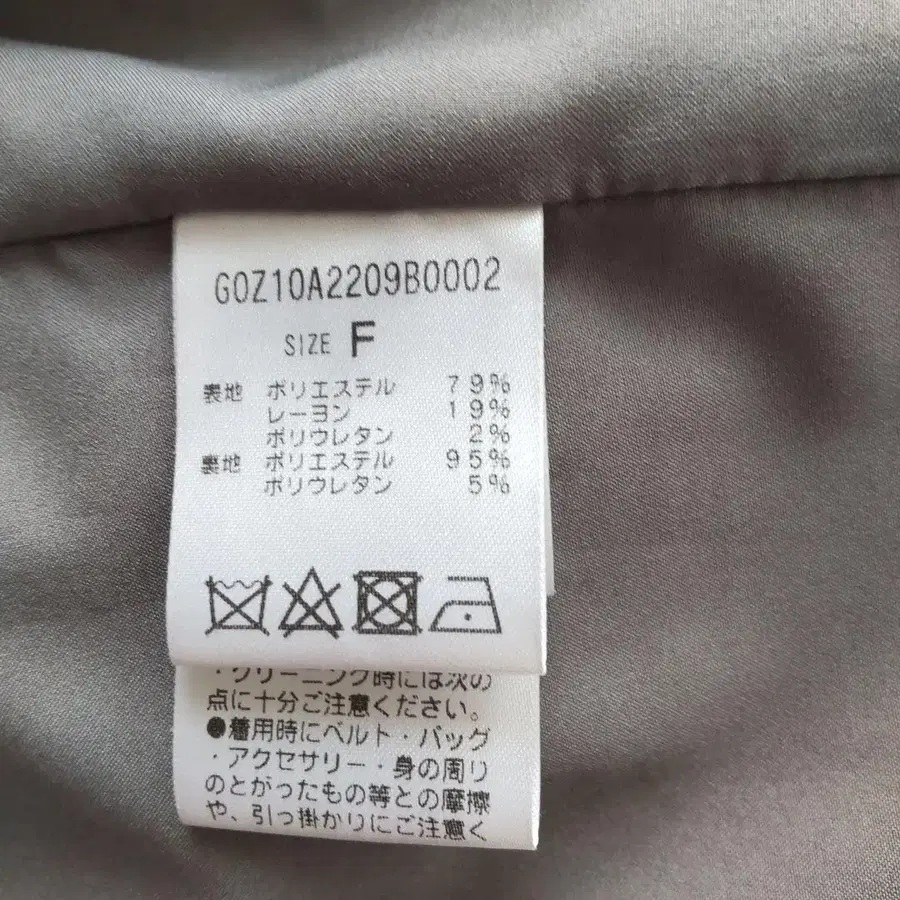 G0Z10A2209B0002
SIZE F
表地 ポリエステル 79%
レーヨン 19%
ポリウレタン 2%
裏地 ポリエステル 95%
ポリウレタン 5%
・クリーニング時には次の
点に十分ご注意ください。
●着用時にベルト・バッグ
・アクセサリー・身の周り
のとがったもの等との摩擦
や、引っ掛かりにご注意く